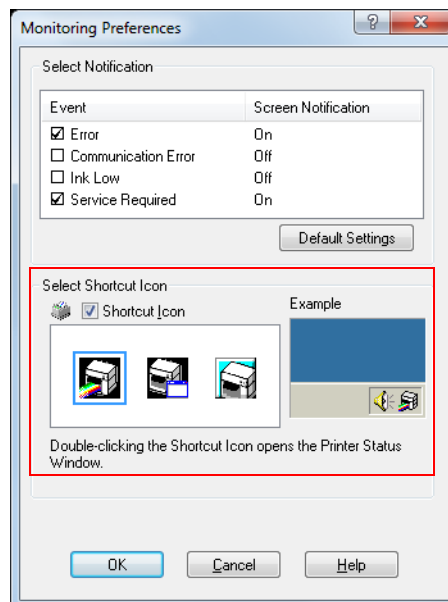 Monitoring Preferences
Select Notification
Event Screen Notification
Error On
Communication Error Off
Ink Low Off
Service Required On
Default Settings
Select Shortcut Icon
Shortcut Icon Example
Double-clicking the Shortcut Icon opens the Printer Status
Window.
OK Cancel Help